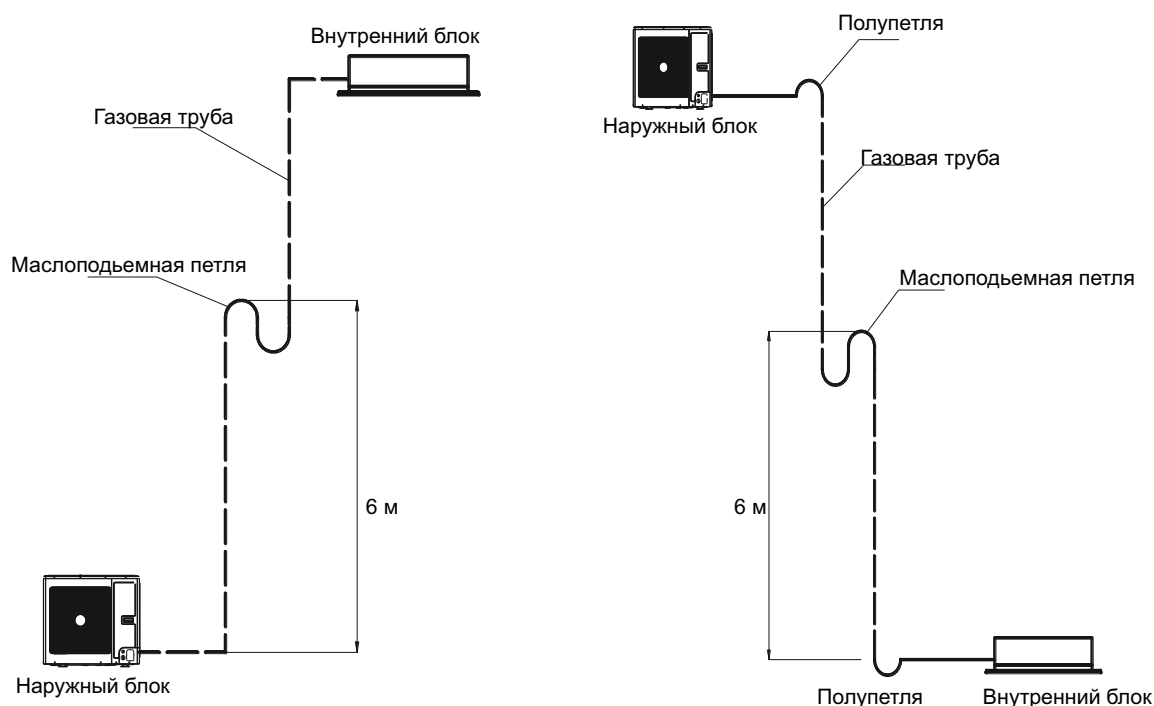 Внутренний блок
Газовая труба
Маслоподьемная петля
6 м
Наружный блок
Полупетля
Наружный блок
Газовая труба
Маслоподьемная петля
6 м
Полупетля
Внутренний блок